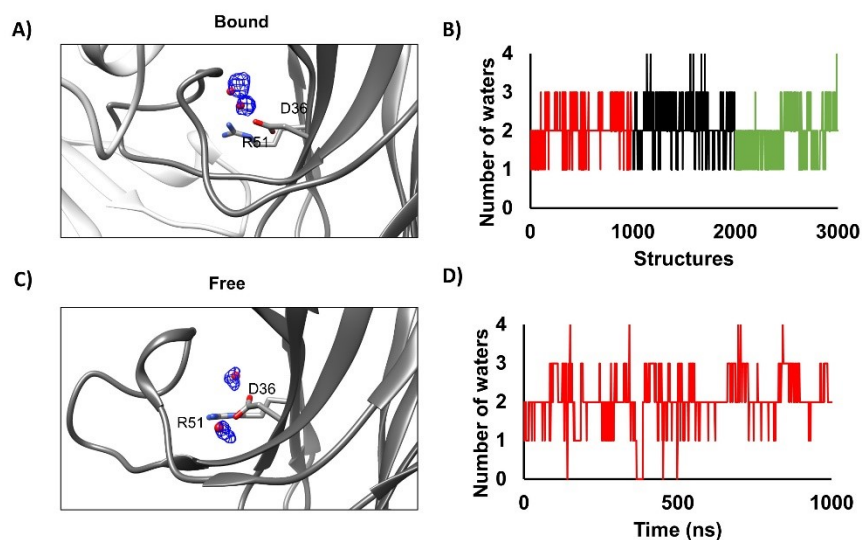 A)
Bound
D36
R51
B)
Number of waters
4
3
2
1
0
0 1000 2000 3000
Structures
C)
Free
D36
R51
D)
Number of waters
4
3
2
1
0
0 500 1000
Time (ns)